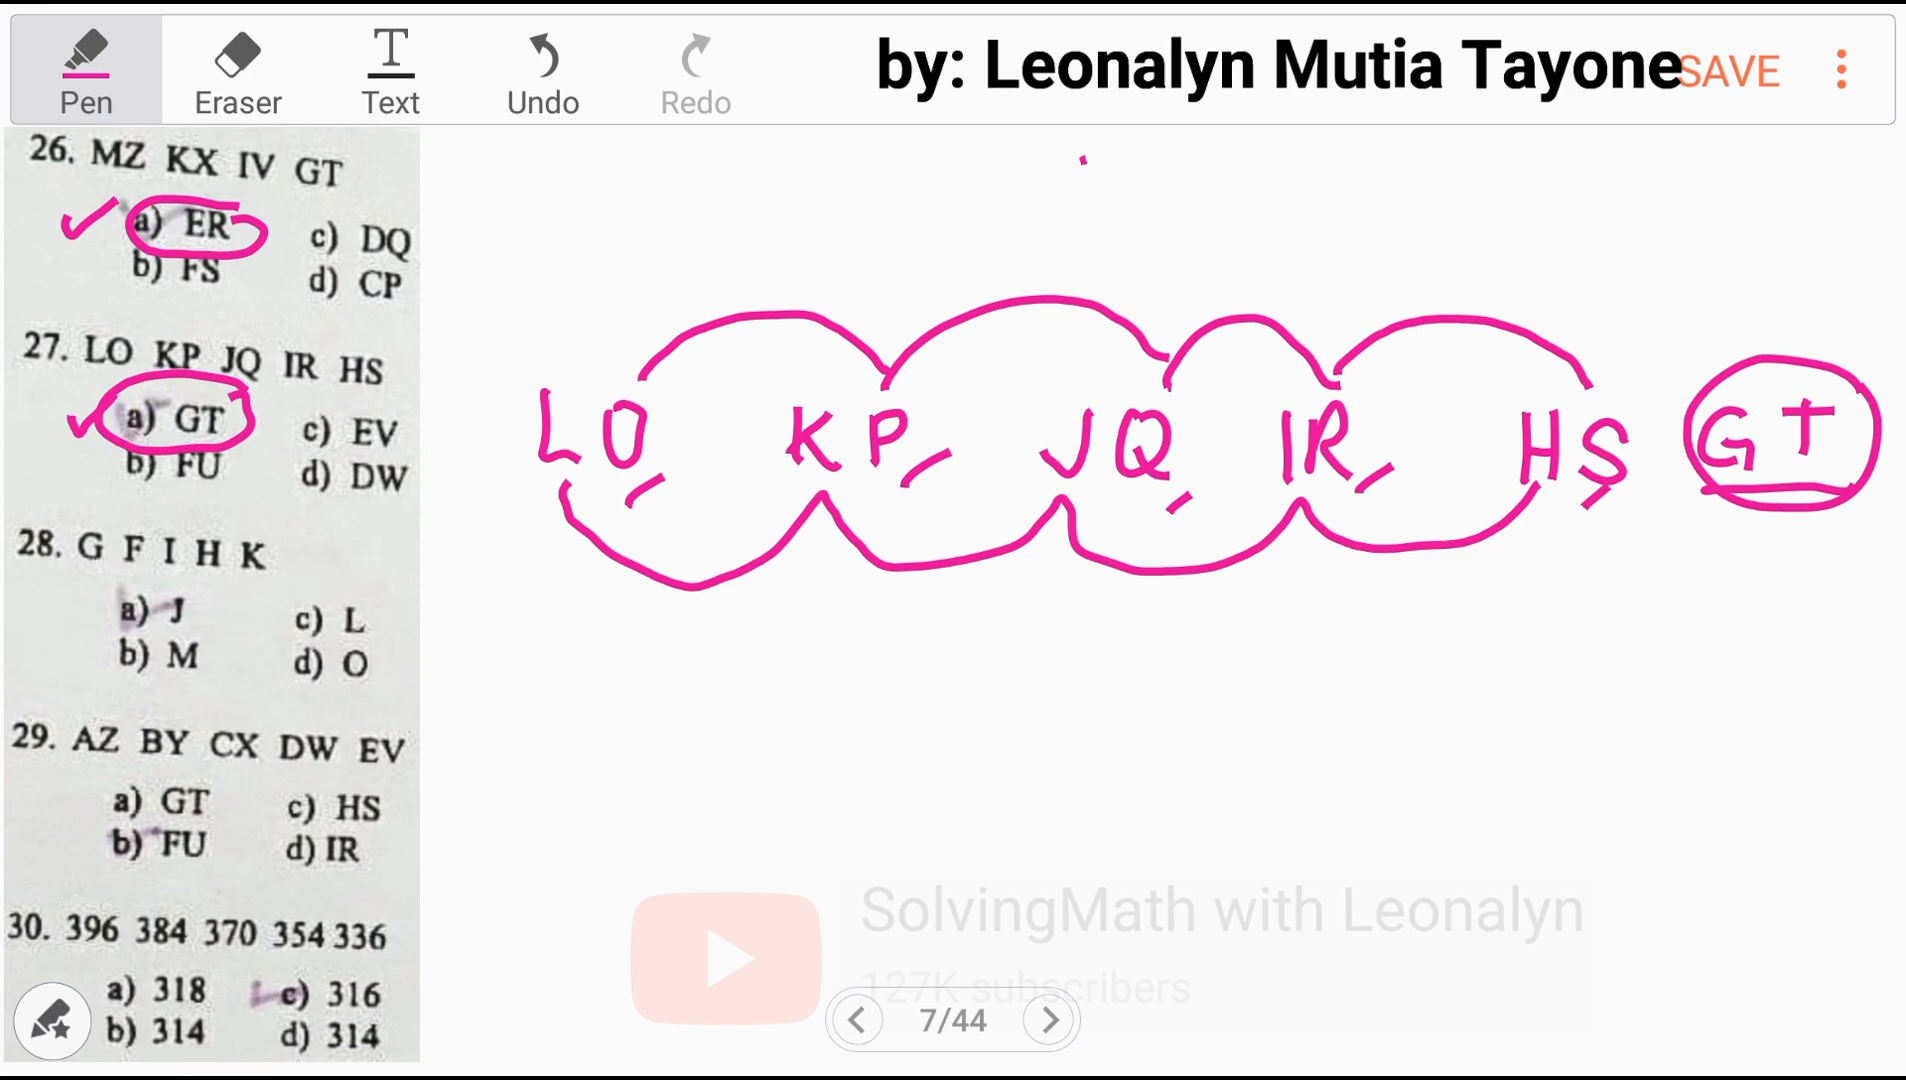 Pen Eraser Text Undo Redo by: Leonalyn Mutia Tayone SAVE
26. MZ KX IV GT
a) ER c) DQ
b) FS d) CP
27. LO KP JQ IR HS
a) GT c) EV
b) FU d) DW
28. G F I H K
a) J c) L
b) M d) O
29. AZ BY CX DW EV
a) GT c) HS
b) FU d) IR
30. 396 384 370 354 336
a) 318 c) 316
b) 314 d) 314
LO KP JQ IR HS GT
SolvingMath with Leonalyn
127K subscribers
7/44